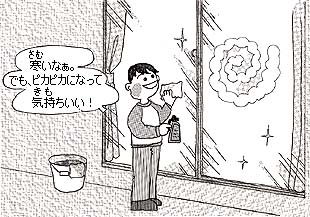 さむ
寒いなぁ。
でも、ピカピカになって
きも
気持ちいい！